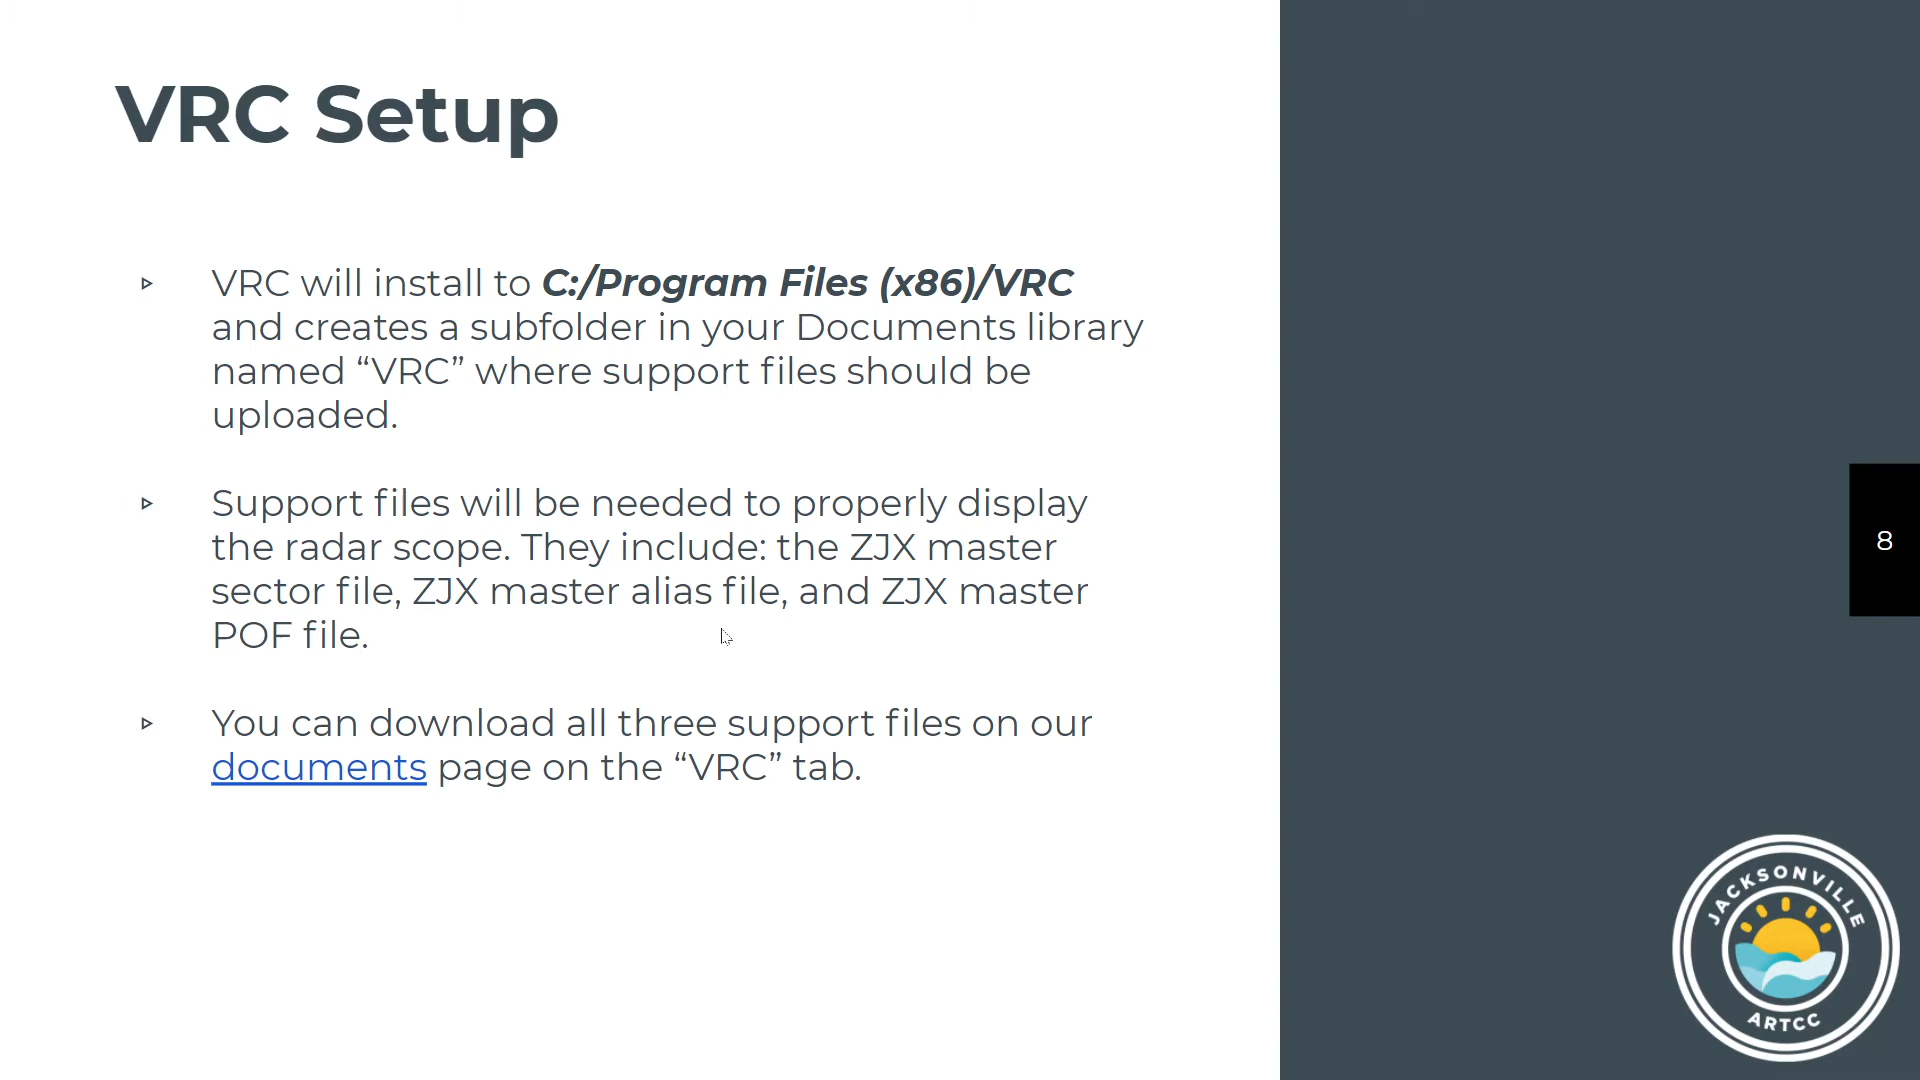 VRC Setup
VRC will install to C:/Program Files (x86)/VRC
and creates a subfolder in your Documents library
named “VRC” where support files should be
uploaded.
Support files will be needed to properly display
the radar scope. They include: the ZJX master
sector file, ZJX master alias file, and ZJX master
POF file.
You can download all three support files on our
documents page on the “VRC” tab.
8
JACKSONVILLE
ARTCC